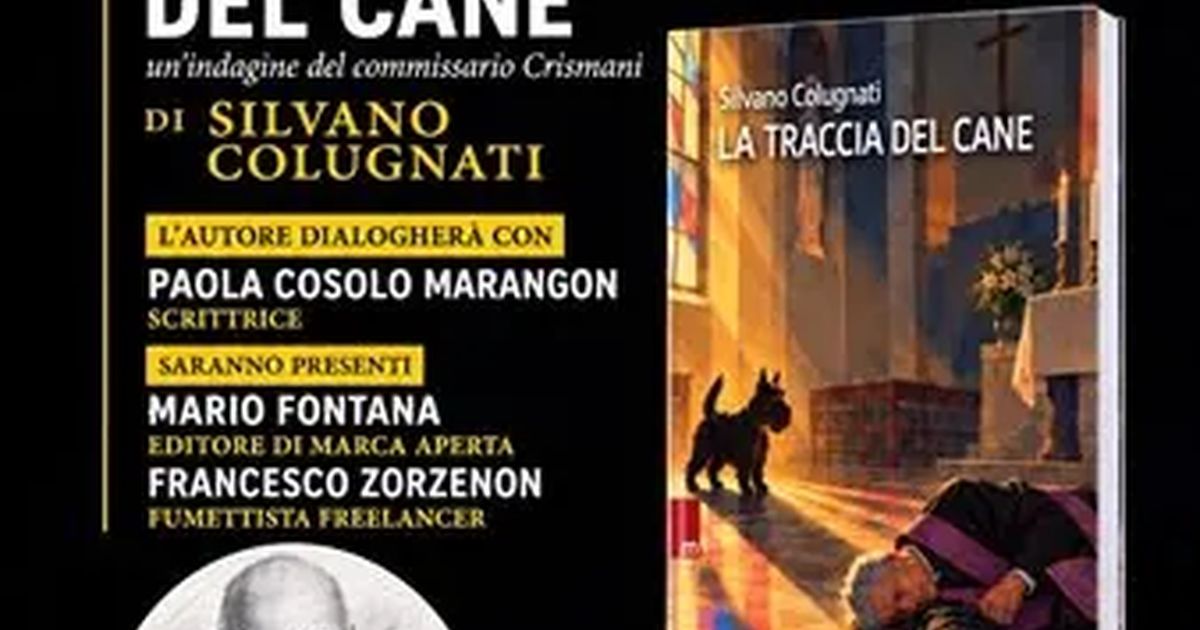 DEL CANE
un'indagine del commissario Crismani
DI SILVANO
COLUGNATI
L'AUTORE DIALOGHERÀ CON
PAOLA COSOLO MARANGON
SCRITTRICE
SARANNO PRESENTI
MARIO FONTANA
EDITORE DI MARCA APERTA
FRANCESCO ZORZENON
FUMETTISTA FREELANCER
Silvano Colugnati
LA TRACCIA DEL CANE